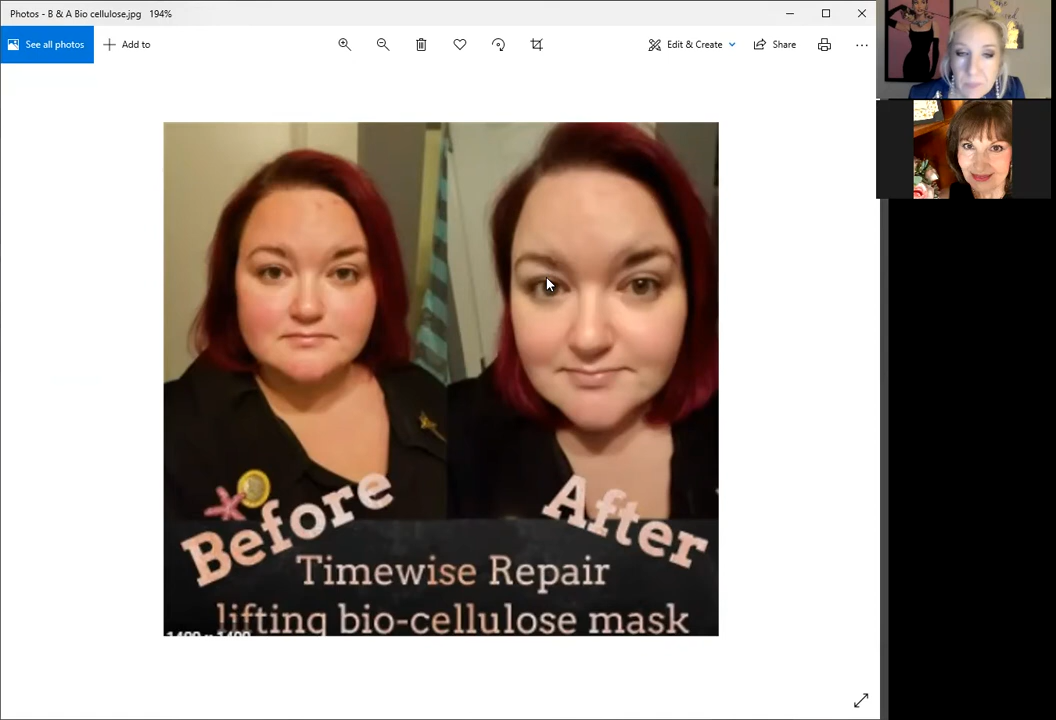 Photos - B & A Bio cellulose.jpg 194%
See all photos
Add to
Edit & Create
Share
Before
After
Timewise Repair
lifting bio-cellulose mask